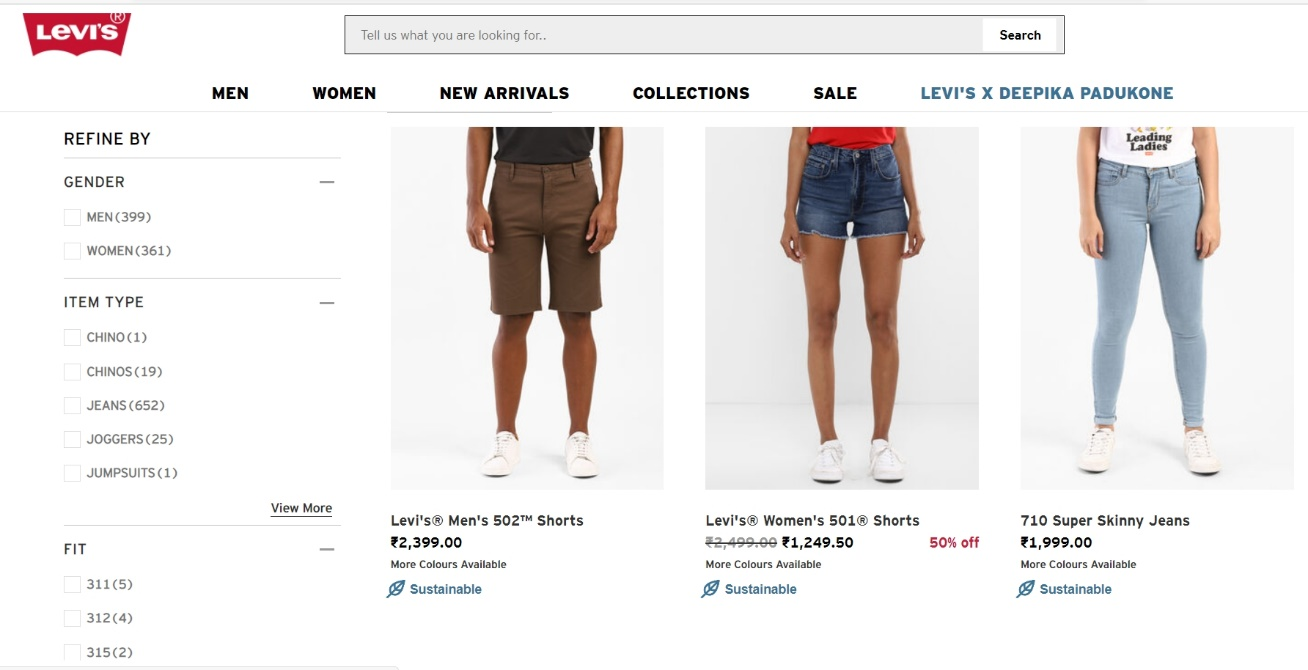 LEVI'S®
Tell us what you are looking for..
Search
MEN
WOMEN
NEW ARRIVALS
COLLECTIONS
SALE
LEVI'S X DEEPIKA PADUKONE
REFINE BY
GENDER
MEN (399)
WOMEN (361)
ITEM TYPE
CHINO (1)
CHINOS (19)
JEANS (652)
JOGGERS (25)
JUMPSUITS (1)
View More
FIT
311 (5)
312 (4)
315 (2)
Levi's® Men's 502™ Shorts
₹2,399.00
More Colours Available
Sustainable
Levi's® Women's 501® Shorts
₹2,499.00 ₹1,249.50 50% off
More Colours Available
Sustainable
Leading
Ladies
710 Super Skinny Jeans
₹1,999.00
More Colours Available
Sustainable